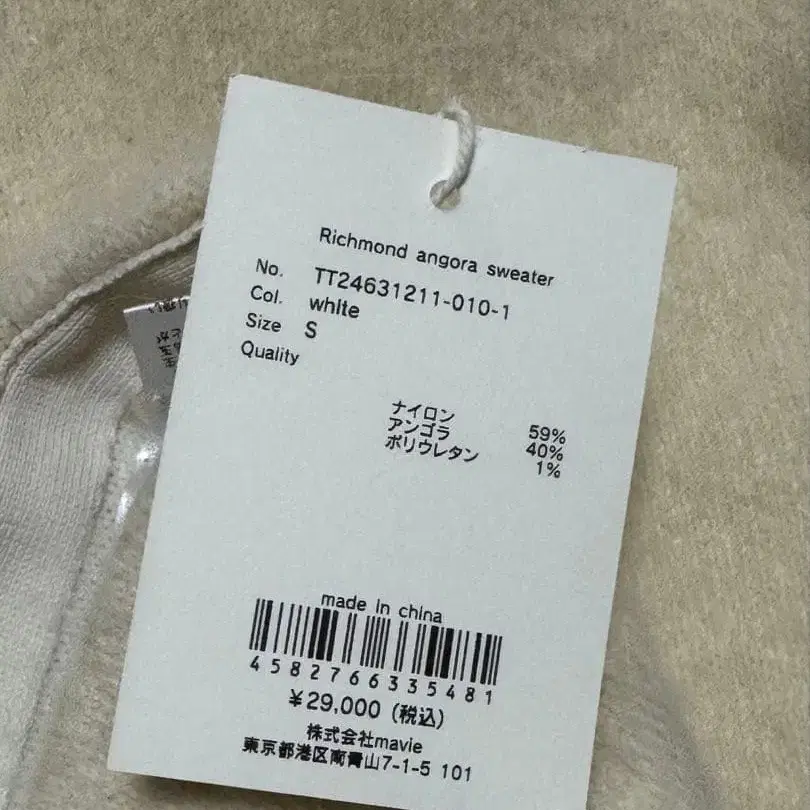 Richmond angora sweater
No. TT24631211-010-1
Col. white
Size S
Quality
ナイロン 59%
アンゴラ 40%
ポリウレタン 1%
made in china
4582766335481
¥29,000 (税込)
株式会社mavie
東京都港区南青山7-1-5 101